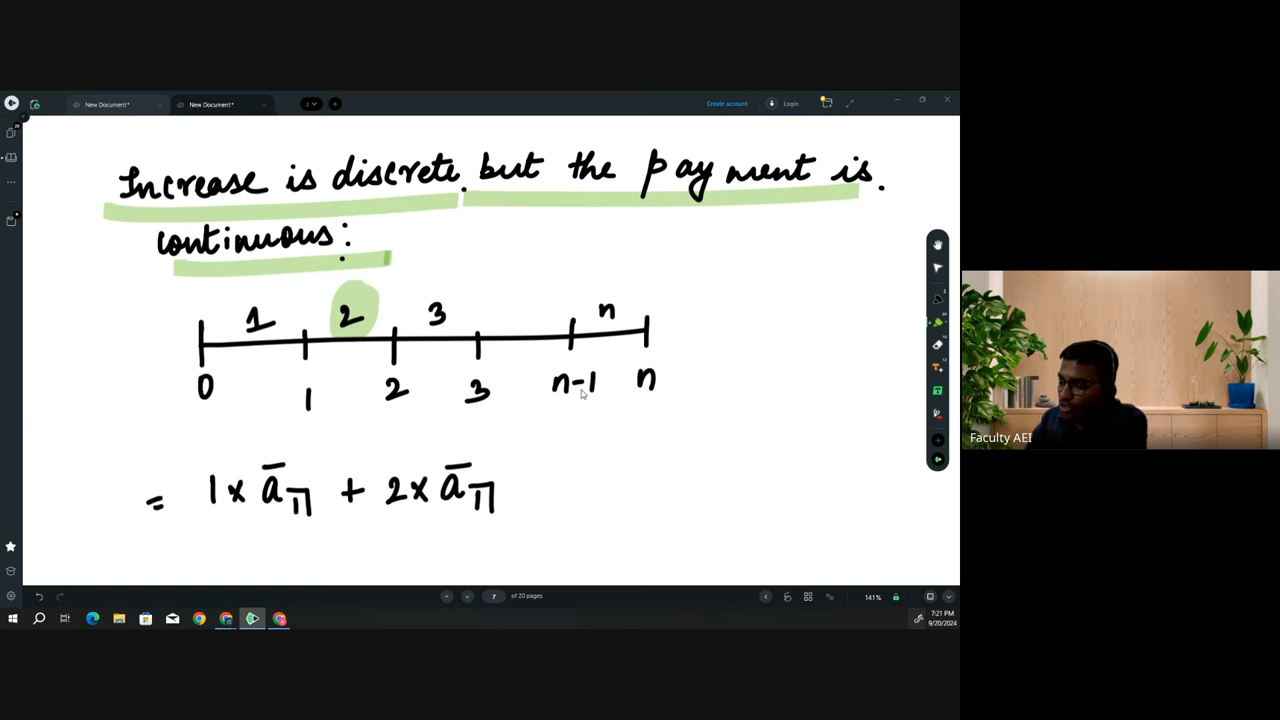 New Document*
New Document*
2
Create account
Login
Increase is discrete but the payment is
continuous:
1 2 3 n
0 1 2 3 n-1 n
= 1 × a̅1̅| + 2 × a̅1̅|
Faculty AEI
7 of 20 pages
141%
7:21 PM
9/20/2024